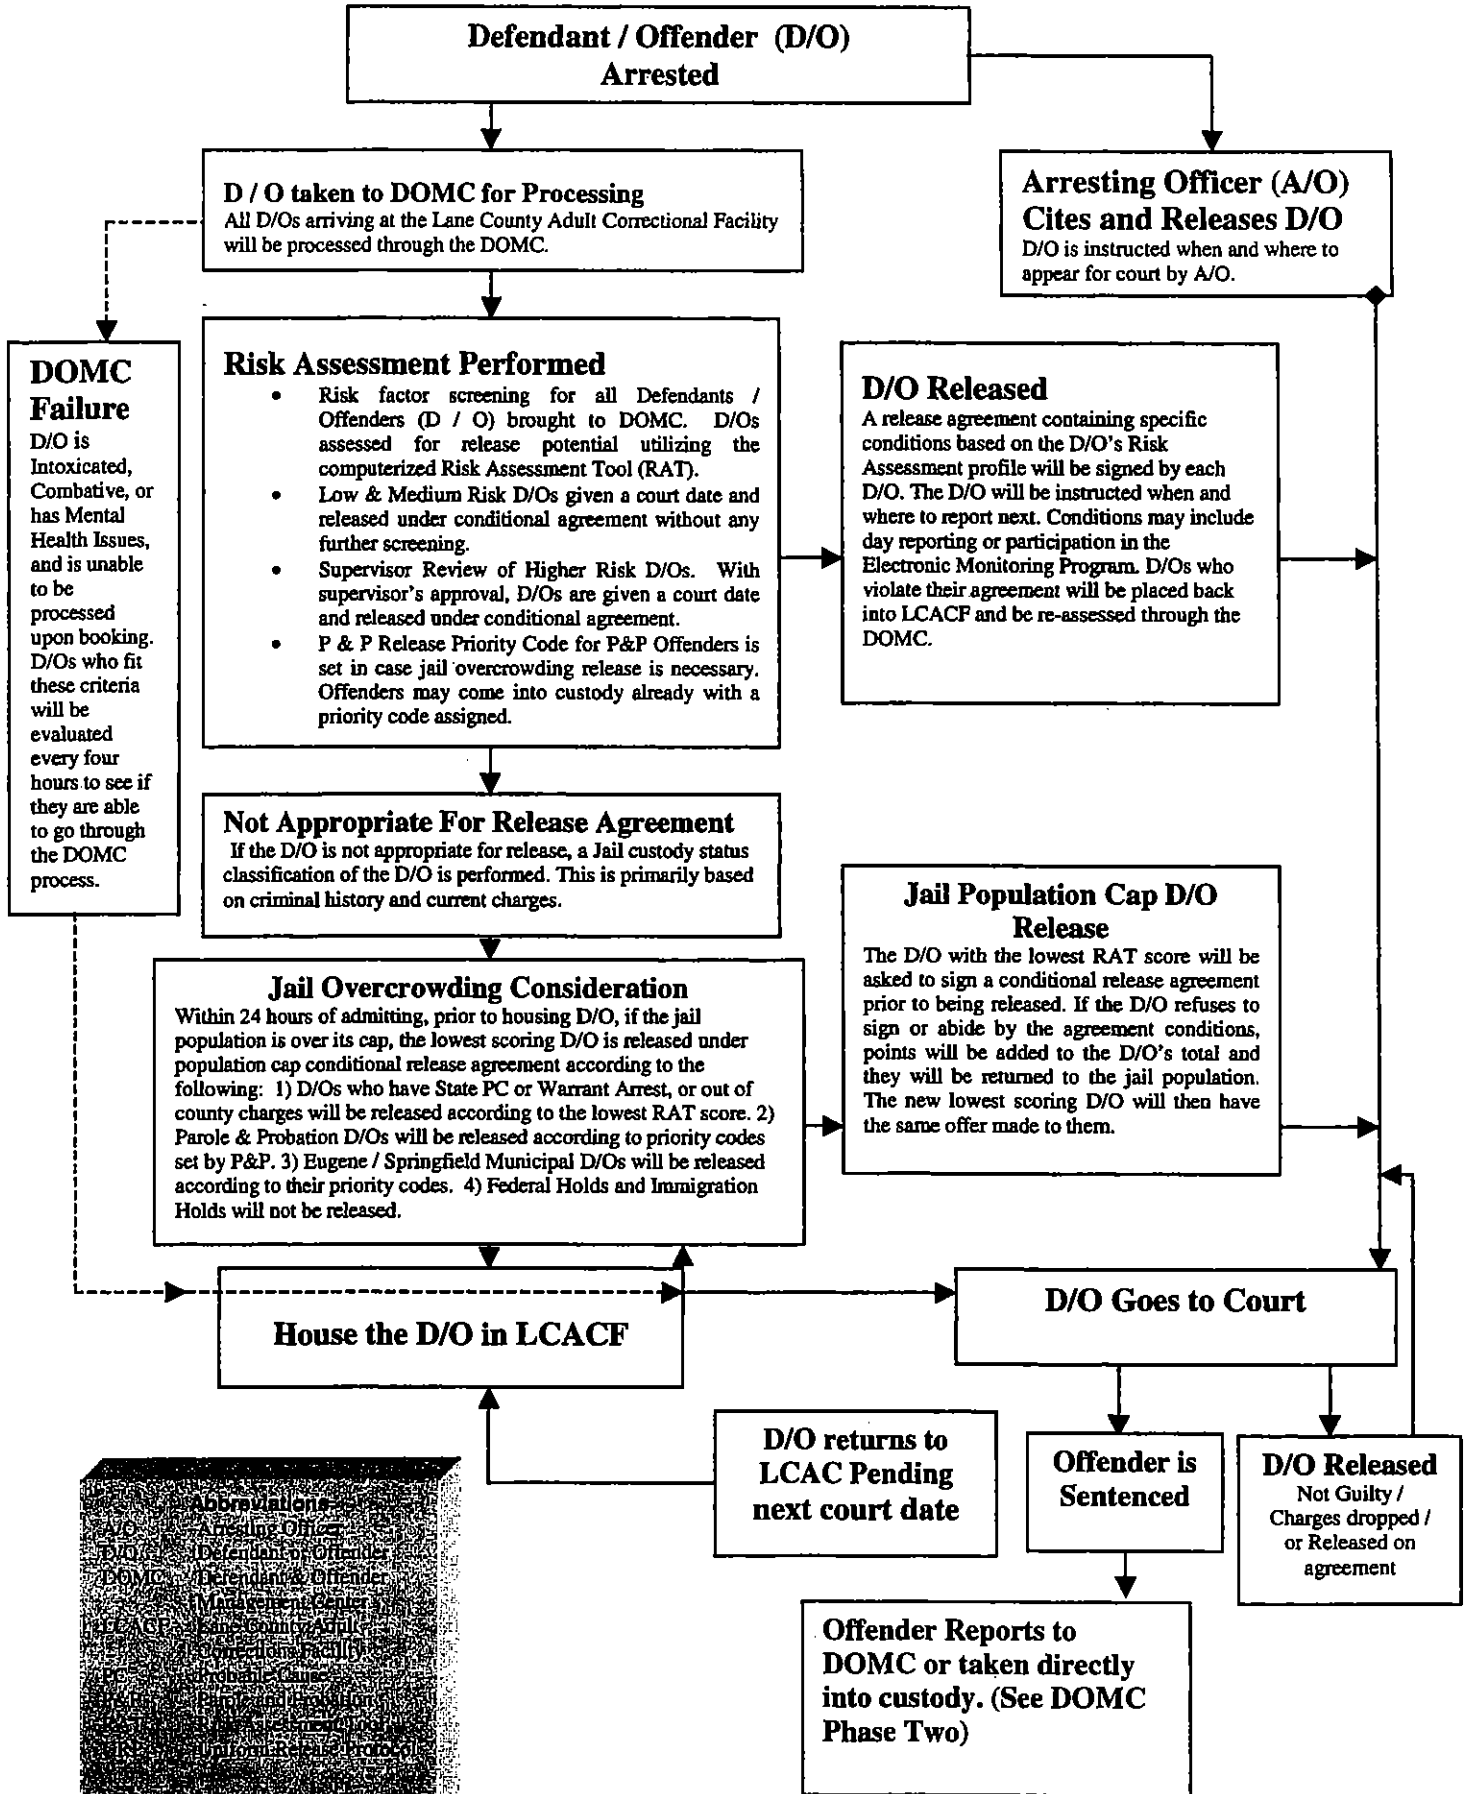 Defendant / Offender (D/O)
Arrested
D / O taken to DOMC for Processing
All D/Os arriving at the Lane County Adult Correctional Facility
will be processed through the DOMC.
Arresting Officer (A/O)
Cites and Releases D/O
D/O is instructed when and where to
appear for court by A/O.
DOMC
Failure
D/O is
Intoxicated,
Combative, or
has Mental
Health Issues,
and is unable
to be
processed
upon booking.
D/Os who fit
these criteria
will be
evaluated
every four
hours to see if
they are able
to go through
the DOMC
process.
Risk Assessment Performed
• Risk factor screening for all Defendants /
Offenders (D / O) brought to DOMC. D/Os
assessed for release potential utilizing the
computerized Risk Assessment Tool (RAT).
• Low & Medium Risk D/Os given a court date and
released under conditional agreement without any
further screening.
• Supervisor Review of Higher Risk D/Os. With
supervisor's approval, D/Os are given a court date
and released under conditional agreement.
• P & P Release Priority Code for P&P Offenders is
set in case jail overcrowding release is necessary.
Offenders may come into custody already with a
priority code assigned.
D/O Released
A release agreement containing specific
conditions based on the D/O's Risk
Assessment profile will be signed by each
D/O. The D/O will be instructed when and
where to report next. Conditions may include
day reporting or participation in the
Electronic Monitoring Program. D/Os who
violate their agreement will be placed back
into LCACF and be re-assessed through the
DOMC.
Not Appropriate For Release Agreement
If the D/O is not appropriate for release, a Jail custody status
classification of the D/O is performed. This is primarily based
on criminal history and current charges.
Jail Overcrowding Consideration
Within 24 hours of admitting, prior to housing D/O, if the jail
population is over its cap, the lowest scoring D/O is released under
population cap conditional release agreement according to the
following: 1) D/Os who have State PC or Warrant Arrest, or out of
county charges will be released according to the lowest RAT score. 2)
Parole & Probation D/Os will be released according to priority codes
set by P&P. 3) Eugene / Springfield Municipal D/Os will be released
according to their priority codes. 4) Federal Holds and Immigration
Holds will not be released.
Jail Population Cap D/O
Release
The D/O with the lowest RAT score will be
asked to sign a conditional release agreement
prior to being released. If the D/O refuses to
sign or abide by the agreement conditions,
points will be added to the D/O's total and
they will be returned to the jail population.
The new lowest scoring D/O will then have
the same offer made to them.
House the D/O in LCACF
D/O Goes to Court
D/O returns to
LCAC Pending
next court date
Offender is
Sentenced
D/O Released
Not Guilty /
Charges dropped /
or Released on
agreement
Offender Reports to
DOMC or taken directly
into custody. (See DOMC
Phase Two)
Abbreviations
A/O Arresting Officer
D/O Defendant or Offender
DOMC Defendant & Offender
Management Center
LCACF Lane County Adult
Corrections Facility
PC Probable Cause
P&P Parole and Probation
Assessment Tool
Uniform Release Protocol